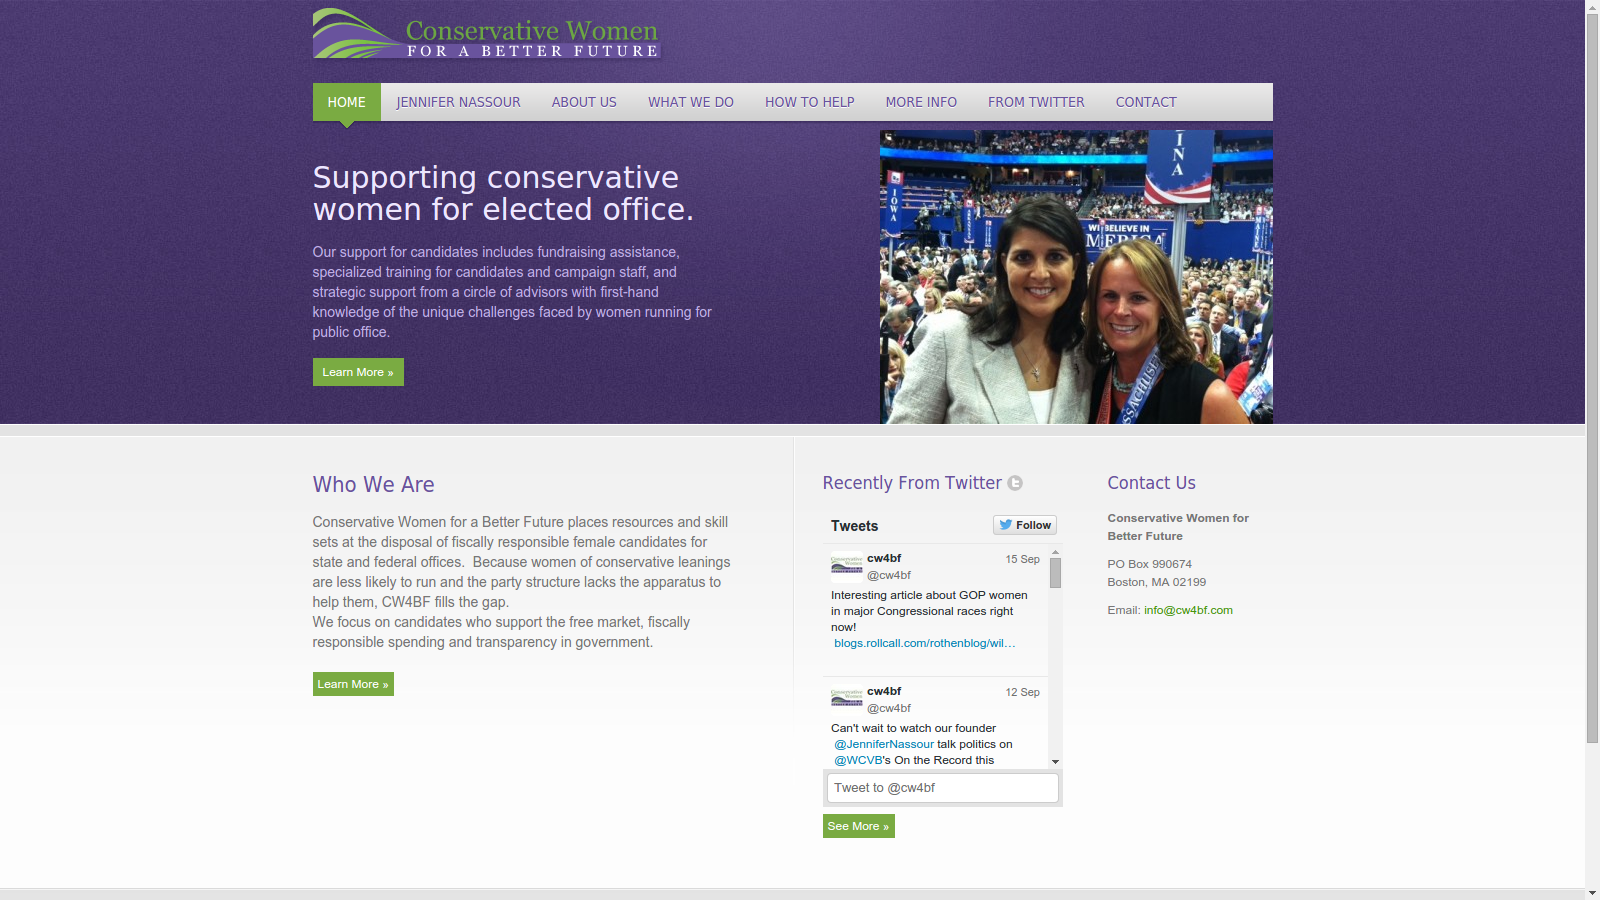 Conservative Women
FOR A BETTER FUTURE
HOME
JENNIFER NASSOUR
ABOUT US
WHAT WE DO
HOW TO HELP
MORE INFO
FROM TWITTER
CONTACT
Supporting conservative
women for elected office.
Our support for candidates includes fundraising assistance,
specialized training for candidates and campaign staff, and
strategic support from a circle of advisors with first-hand
knowledge of the unique challenges faced by women running for
public office.
Learn More »
INA
IOWA
WE BELIEVE IN
Who We Are
Conservative Women for a Better Future places resources and skill
sets at the disposal of fiscally responsible female candidates for
state and federal offices.  Because women of conservative leanings
are less likely to run and the party structure lacks the apparatus to
help them, CW4BF fills the gap.
We focus on candidates who support the free market, fiscally
responsible spending and transparency in government.
Learn More »
Recently From Twitter
Tweets
Follow
cw4bf
15 Sep
@cw4bf
Interesting article about GOP women
in major Congressional races right
now!
blogs.rollcall.com/rothenblog/wil…
cw4bf
12 Sep
@cw4bf
Can't wait to watch our founder
@JenniferNassour talk politics on
@WCVB's On the Record this
Tweet to @cw4bf
See More »
Contact Us
Conservative Women for
Better Future
PO Box 990674
Boston, MA 02199
Email: info@cw4bf.com